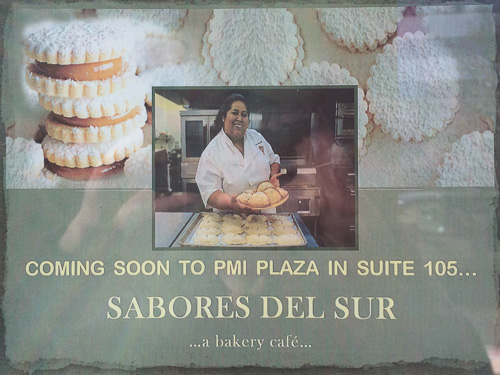 COMING SOON TO PMI PLAZA IN SUITE 105...
SABORES DEL SUR
...a bakery café...